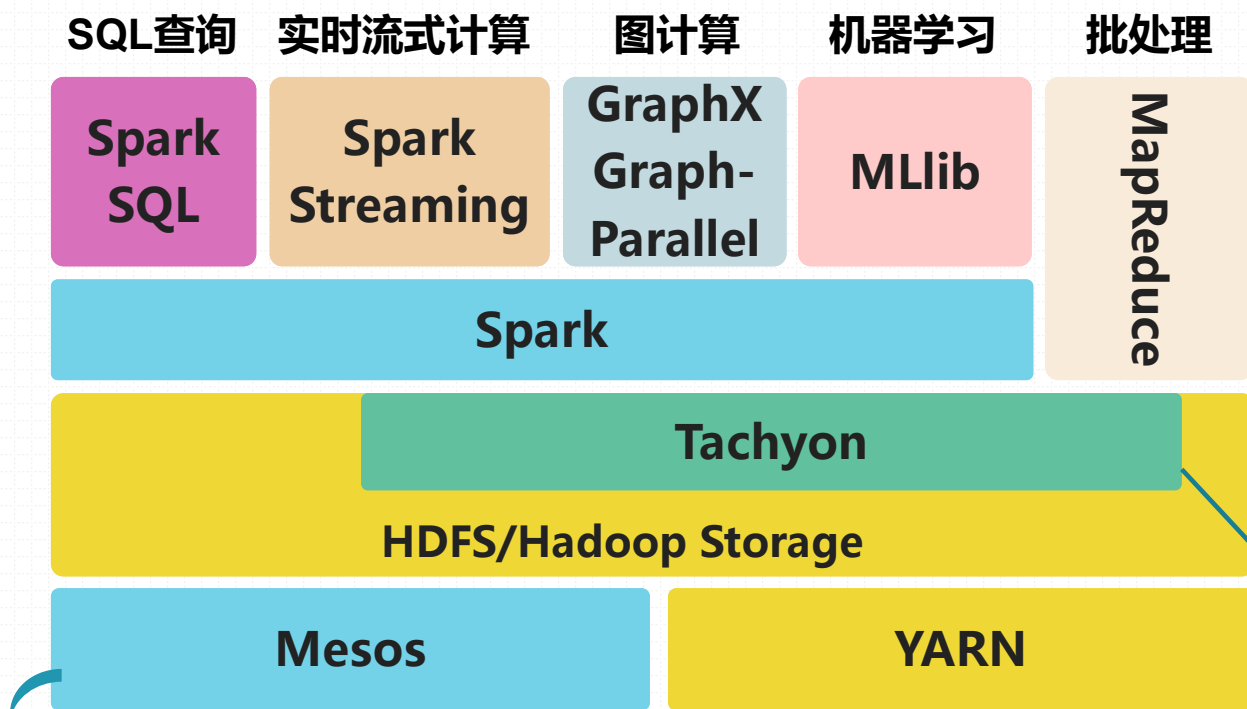 SQL查询 实时流式计算 图计算 机器学习 批处理
Spark
SQL
Spark
Streaming
GraphX
Graph-
Parallel
MLlib
MapReduce
Spark
Tachyon
HDFS/Hadoop Storage
Mesos
YARN